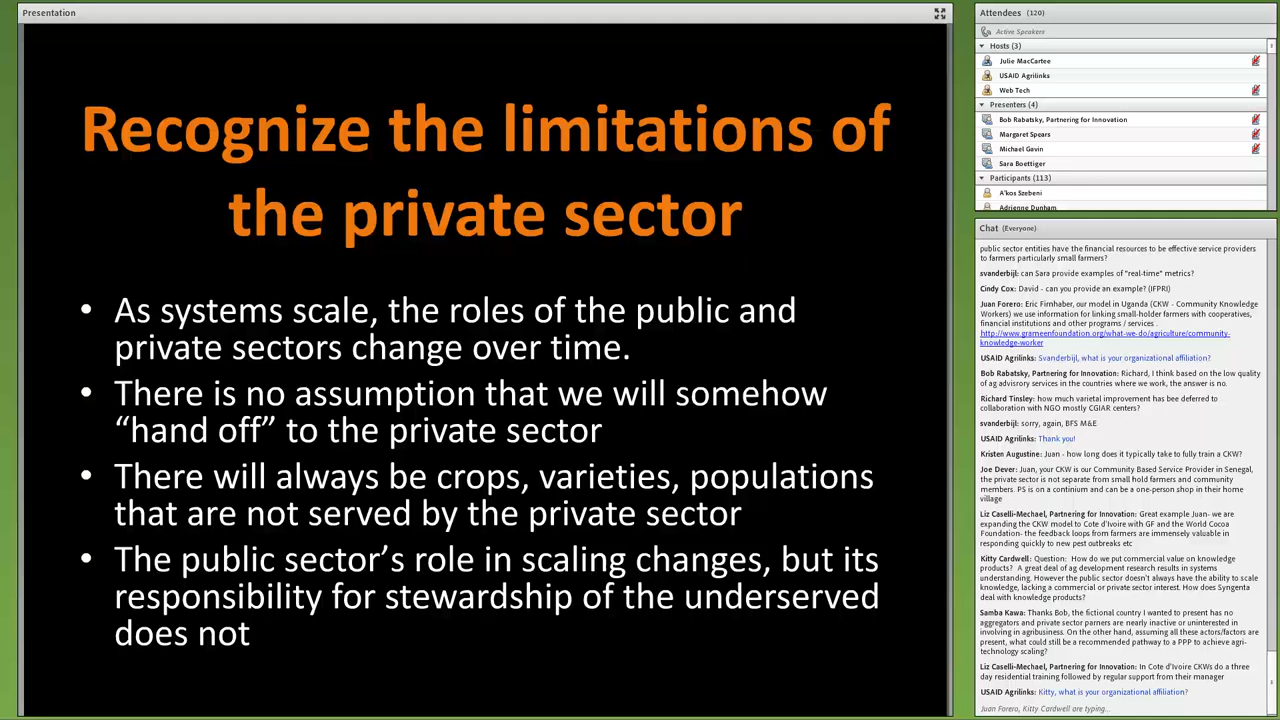 Presentation
Recognize the limitations of
the private sector
• As systems scale, the roles of the public and
private sectors change over time.
• There is no assumption that we will somehow
“hand off” to the private sector
• There will always be crops, varieties, populations
that are not served by the private sector
• The public sector’s role in scaling changes, but its
responsibility for stewardship of the underserved
does not
Attendees (120)
Active Speakers
Hosts (3)
Julie MacCartee
USAID Agrilinks
Web Tech
Presenters (4)
Bob Rabatsky, Partnering for Innovation
Margaret Spears
Michael Gavin
Sara Boettiger
Participants (113)
A'kos Szebeni
Adrienne Dunham
Chat (Everyone)
public sector entities have the financial resources to be effective service providers
to farmers particularly small farmers?
svanderbijl: can Sara provide examples of "real-time" metrics?
Cindy Cox: David - can you provide an example? (IFPRI)
Juan Forero: Eric Firnhaber, our model in Uganda (CKW - Community Knowledge
Workers) we use information for linking small-holder farmers with cooperatives,
financial institutions and other programs / services .
http://www.grameenfoundation.org/what-we-do/agriculture/community-
knowledge-worker
USAID Agrilinks: Svanderbijl, what is your organizational affiliation?
Bob Rabatsky, Partnering for Innovation: Richard, I think based on the low quality
of ag advisory services in the countries where we work, the answer is no.
Richard Tinsley: how much varietal improvement has bee deferred to
collaboration with NGO mostly CGIAR centers?
svanderbijl: sorry, again, BFS M&E
USAID Agrilinks: Thank you!
Kristen Augustine: Juan - how long does it typically take to fully train a CKW?
Joe Dever: Juan, your CKW is our Community Based Service Provider in Senegal,
the private sector is not separate from small hold farmers and community
members. PS is on a continium and can be a one-person shop in their home
village
Liz Caselli-Mechael, Partnering for Innovation: Great example Juan- we are
expanding the CKW model to Cote d'Ivoire with GF and the World Cocoa
Foundation- the feedback loops from farmers are immensely valuable in
responding quickly to new pest outbreaks etc
Kitty Cardwell: Question: How do we put commercial value on knowledge
products? A great deal of ag development research results in systems
understanding. However the public sector doesn't always have the ability to scale
knowledge, lacking a commercial or private sector interest. How does Syngenta
deal with knowledge products?
Samba Kawa: Thanks Bob, the fictional country I wanted to present has no
aggregators and private sector parners are nearly inactive or uninterested in
involving in agribusiness. On the other hand, assuming all these actors/factors are
present, what could still be a recommended pathway to a PPP to achieve agri-
technology scaling?
Liz Caselli-Mechael, Partnering for Innovation: In Cote d'Ivoire CKWs do a three
day residential training followed by regular support from their manager
USAID Agrilinks: Kitty, what is your organizational affiliation?
Juan Forero, Kitty Cardwell are typing...